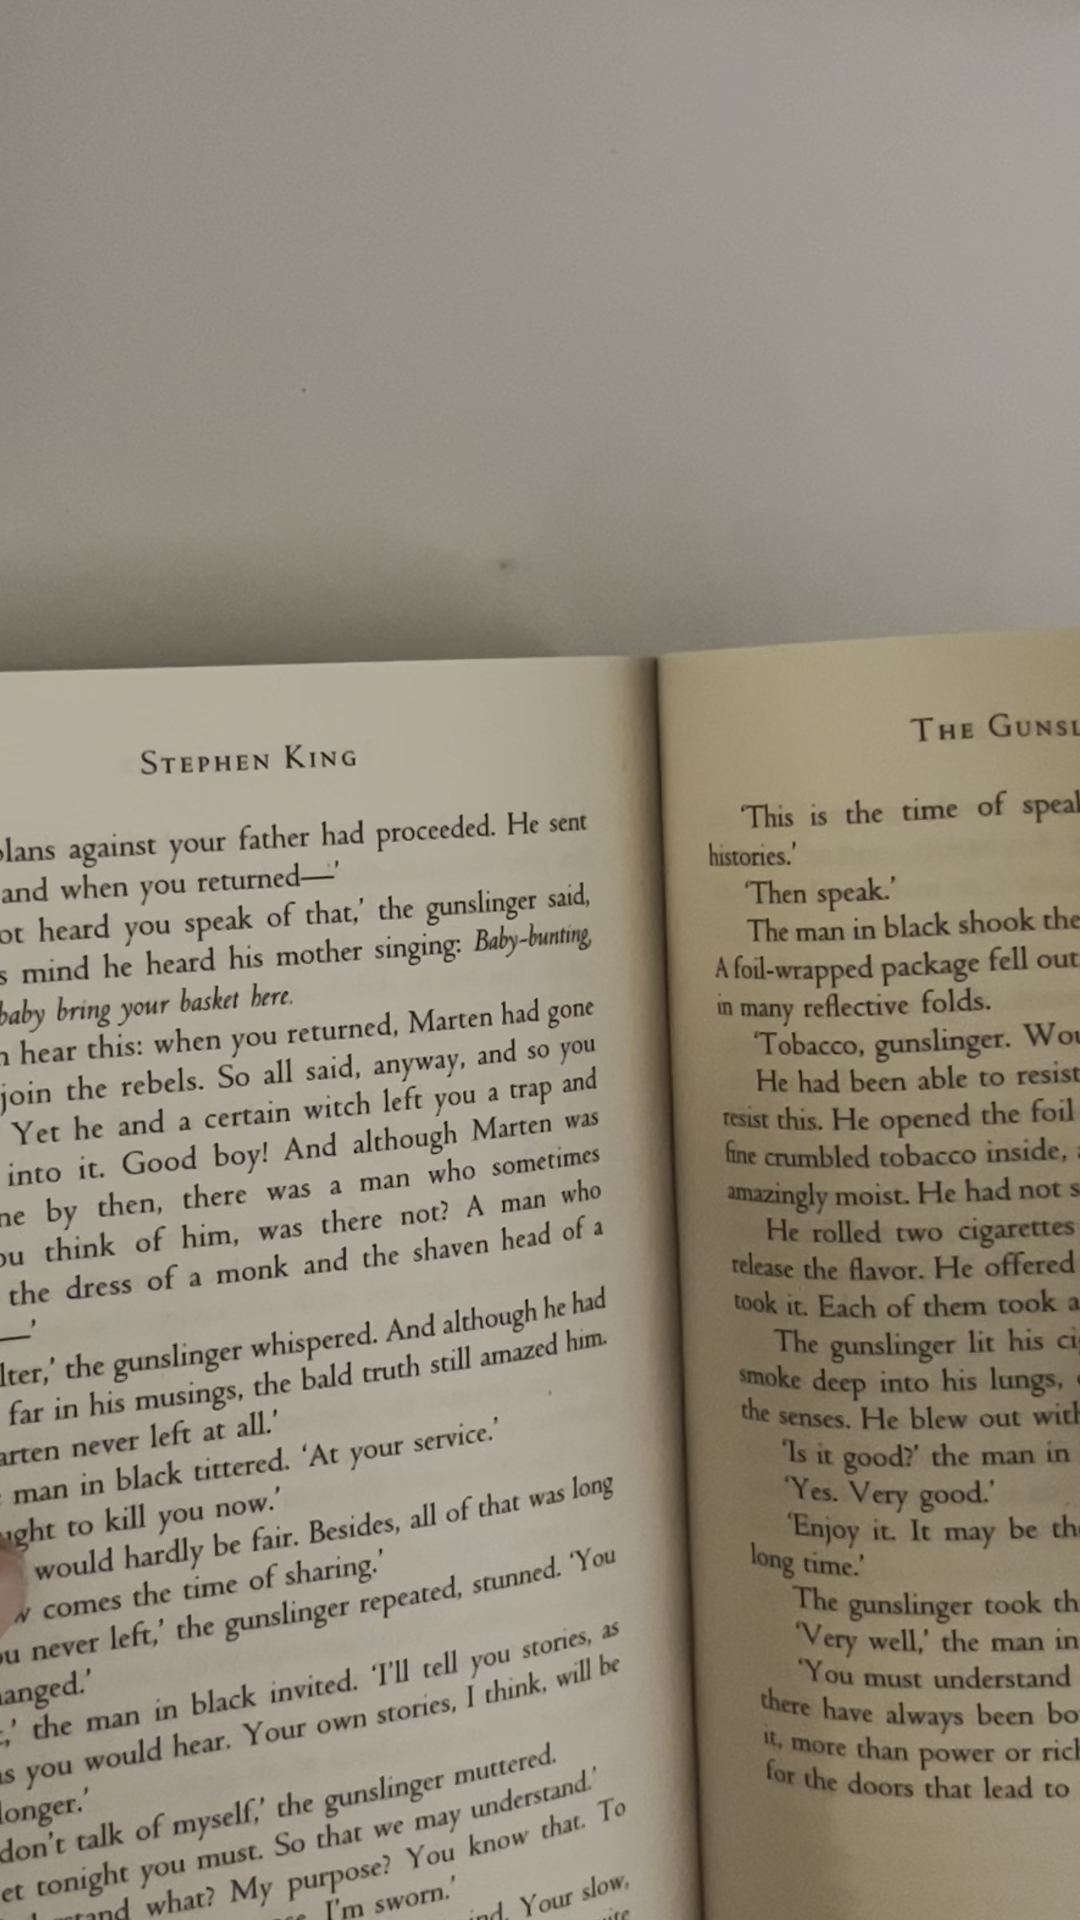 STEPHEN KING
plans against your father had proceeded. He sent
and when you returned—'
ot heard you speak of that,' the gunslinger said,
s mind he heard his mother singing: Baby-bunting,
baby bring your basket here.
hear this: when you returned, Marten had gone
join the rebels. So all said, anyway, and so you
Yet he and a certain witch left you a trap and
into it. Good boy! And although Marten was
ne by then, there was a man who sometimes
ou think of him, was there not? A man who
the dress of a monk and the shaven head of a
—'
lter,' the gunslinger whispered. And although he had
far in his musings, the bald truth still amazed him.
arten never left at all.'
man in black tittered. 'At your service.'
ught to kill you now.'
would hardly be fair. Besides, all of that was long
w comes the time of sharing.'
ou never left,' the gunslinger repeated, stunned. 'You
anged.'
,' the man in black invited. 'I'll tell you stories, as
as you would hear. Your own stories, I think, will be
longer.'
don't talk of myself,' the gunslinger muttered.
et tonight you must. So that we may understand.'
what? My purpose? You know that. To
I'm sworn.'
Your slow,
THE GUNSL
'This is the time of speak
histories.'
'Then speak.'
The man in black shook the
A foil-wrapped package fell out
in many reflective folds.
'Tobacco, gunslinger. Wou
He had been able to resist
resist this. He opened the foil
fine crumbled tobacco inside,
amazingly moist. He had not s
He rolled two cigarettes
release the flavor. He offered
took it. Each of them took a
The gunslinger lit his ci
smoke deep into his lungs,
the senses. He blew out with
'Is it good?' the man in
'Yes. Very good.'
'Enjoy it. It may be the
long time.'
The gunslinger took th
'Very well,' the man in
'You must understand
there have always been bo
it, more than power or rich
for the doors that lead to